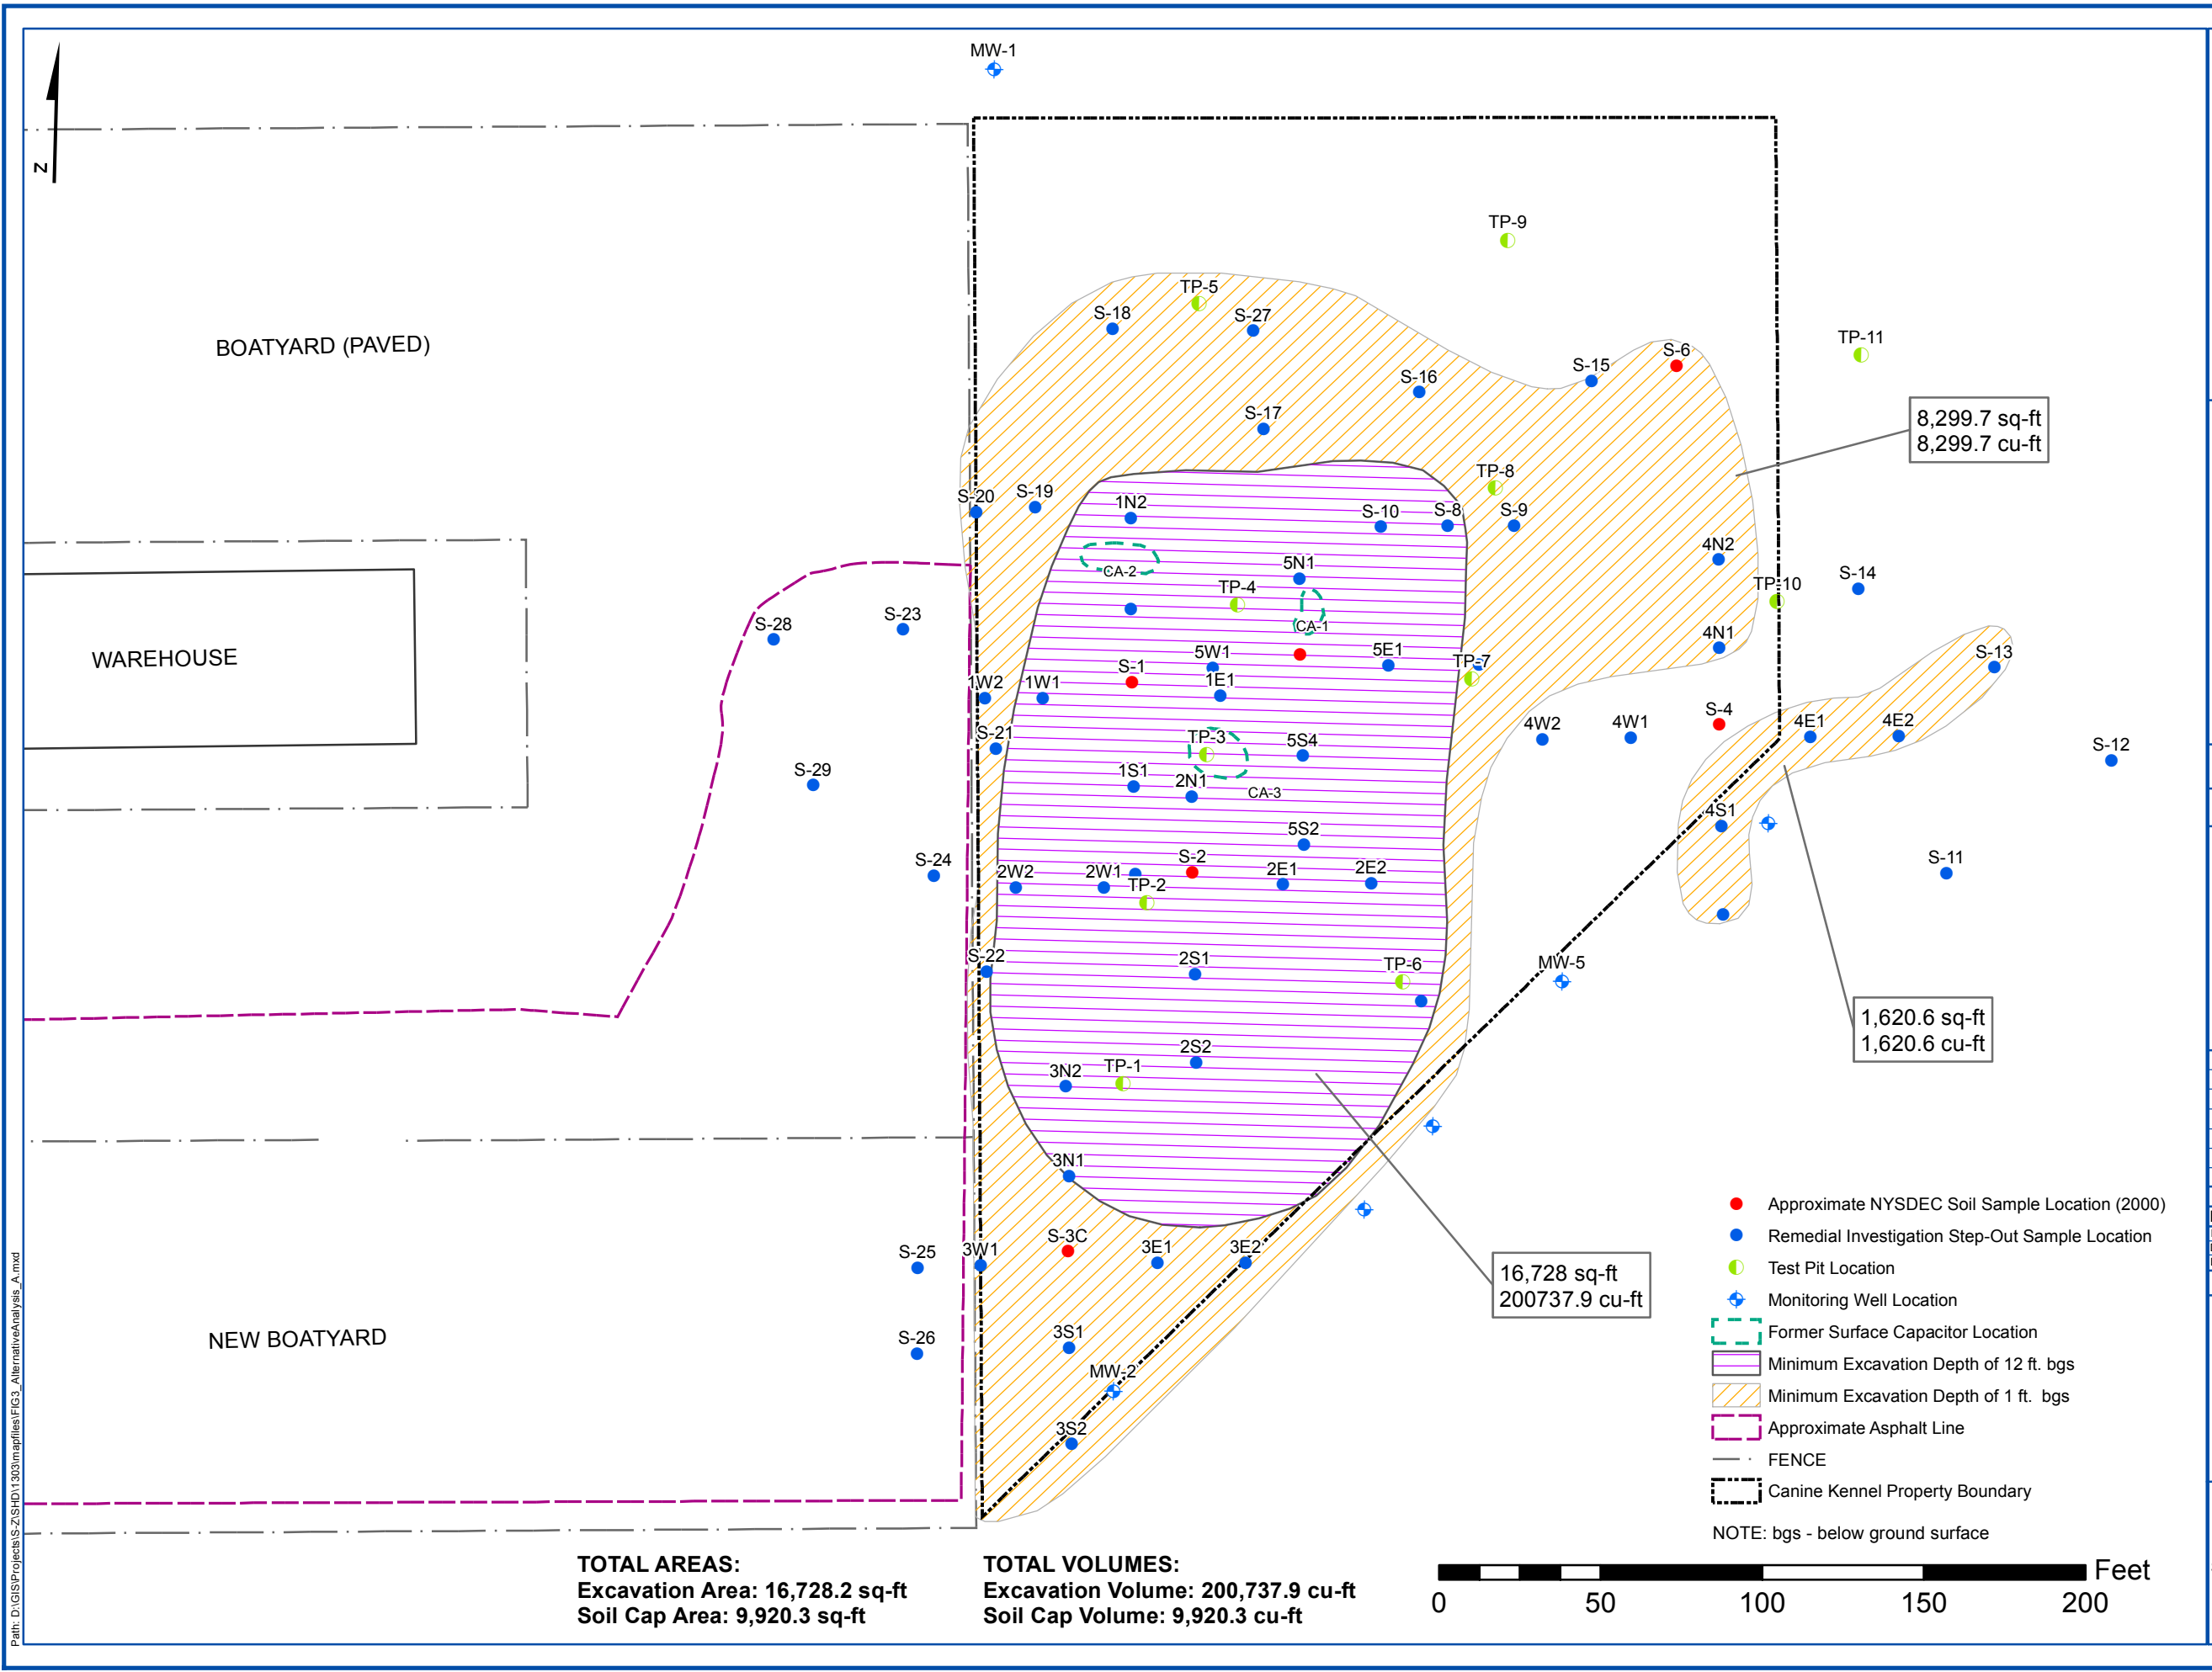 MW-1
N
TP-9
TP-5
S-18
S-27
BOATYARD (PAVED)
TP-11
S-6
S-15
S-16
8,299.7 sq-ft
8,299.7 cu-ft
S-17
TP-8
S-20
S-19
1N2
S-10
S-8
S-9
4N2
CA-2
5N1
TP-4
TP-10
S-14
CA-1
S-28
S-23
WAREHOUSE
4N1
S-13
5W1
5E1
TP-7
S-1
1W2
1W1
1E1
S-4
4W2
4W1
4E1
4E2
S-21
TP-3
5S4
S-12
S-29
1S1
2N1
CA-3
4S1
5S2
S-24
S-2
S-11
2W2
2W1
TP-2
2E1
2E2
S-22
2S1
TP-6
MW-5
1,620.6 sq-ft
1,620.6 cu-ft
2S2
3N2
TP-1
3N1
S-25
3W1
S-3C
3E1
3E2
16,728 sq-ft
200737.9 cu-ft
NEW BOATYARD
S-26
3S1
MW-2
3S2
Approximate NYSDEC Soil Sample Location (2000)
Remedial Investigation Step-Out Sample Location
Test Pit Location
Monitoring Well Location
Former Surface Capacitor Location
Minimum Excavation Depth of 12 ft. bgs
Minimum Excavation Depth of 1 ft. bgs
Approximate Asphalt Line
FENCE
Canine Kennel Property Boundary
NOTE: bgs - below ground surface
TOTAL AREAS:
Excavation Area: 16,728.2 sq-ft
Soil Cap Area: 9,920.3 sq-ft
TOTAL VOLUMES:
Excavation Volume: 200,737.9 cu-ft
Soil Cap Volume: 9,920.3 cu-ft
Feet
0 50 100 150 200
Path: D:\GIS\Projects\S-Z\SHD\1303\mapfiles\FIG3_AlternativeAnalysis_A.mxd